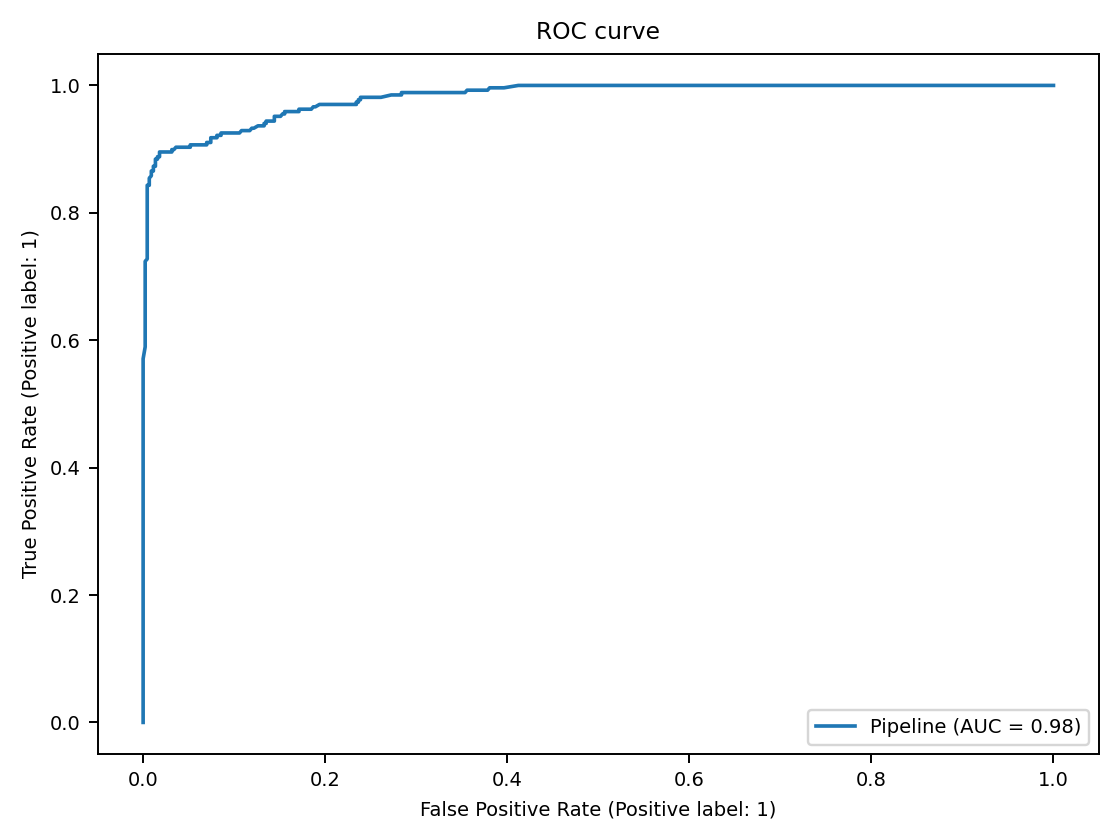 ROC curve
True Positive Rate (Positive label: 1)
1.0
0.8
0.6
0.4
0.2
0.0
Pipeline (AUC = 0.98)
0.0 0.2 0.4 0.6 0.8 1.0
False Positive Rate (Positive label: 1)